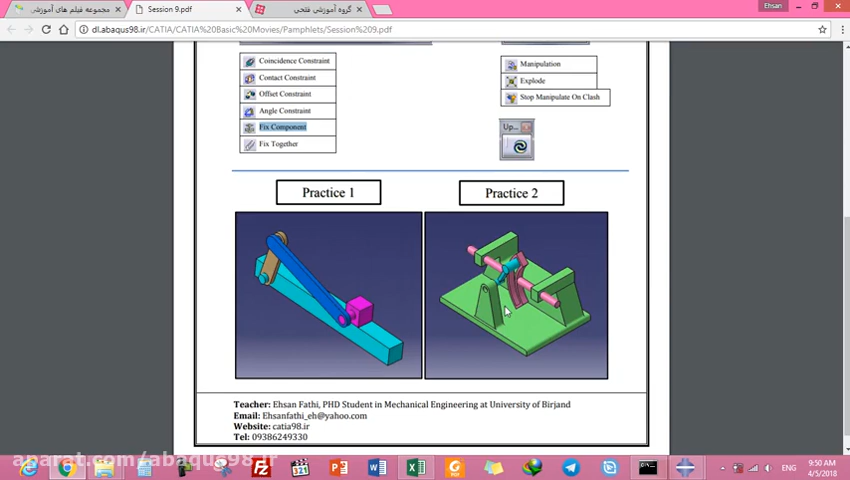 Ehsan
مجموعه فیلم های آموزشی
Session 9.pdf
گروه آموزشي فتحي
dl.abaqus98.ir/CATIA/CATIA%20Basic%20Movies/Pamphlets/Session%209.pdf
Coincidence Constraint
Contact Constraint
Offset Constraint
Angle Constraint
Fix Component
Fix Together
Manipulation
Explode
Stop Manipulate On Clash
Up...
Practice 1
Practice 2
Teacher: Ehsan Fathi, PHD Student in Mechanical Engineering at University of Birjand
Email: Ehsanfathi_eh@yahoo.com
Website: catia98.ir
Tel: 09386249330
aparat.com/abaqus98.ir
321
ENG
9:50 AM
4/5/2018